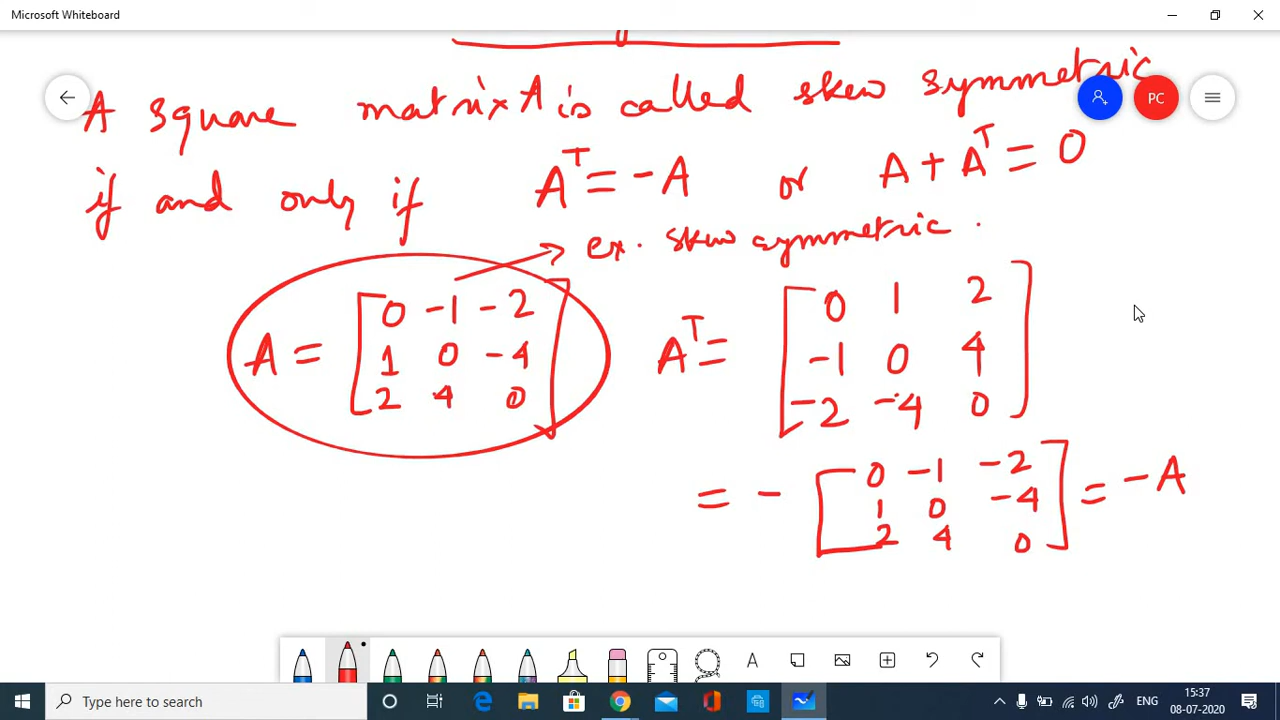 Microsoft Whiteboard
A square matrix A is called skew symmetric
PC
if and only if A^T = -A or A + A^T = 0
ex. skew symmetric.
A = [0 -1 -2
1 0 -4
2 4 0]
A^T = [0 1 2
-1 0 4
-2 -4 0]
= - [0 -1 -2
1 0 -4
2 4 0] = -A
A
Type here to search
ENG
15:37
08-07-2020